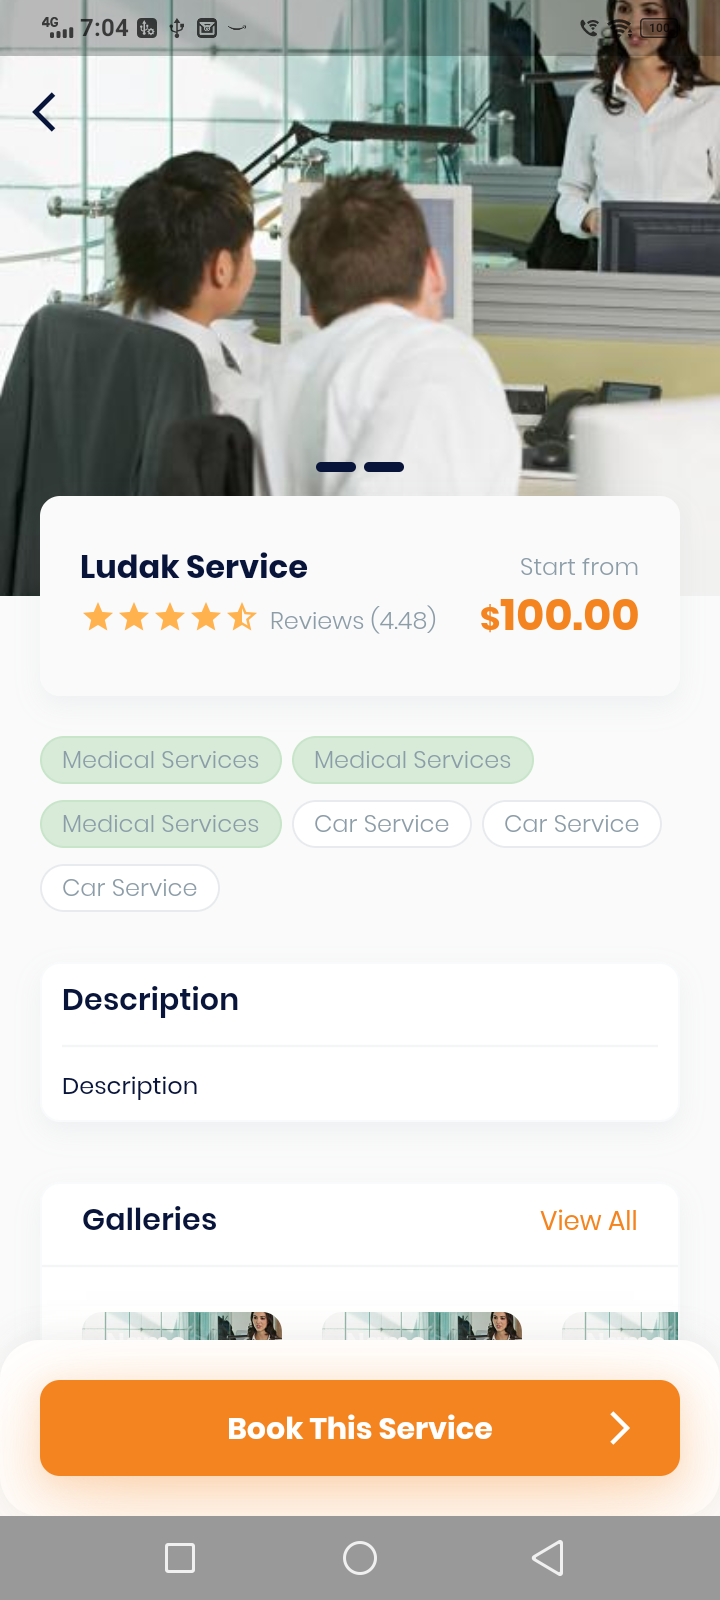 4G 7:04 100
Ludak Service
Start from
Reviews (4.48)
$100.00
Medical Services Medical Services
Medical Services Car Service Car Service
Car Service
Description
Description
Galleries View All
Book This Service